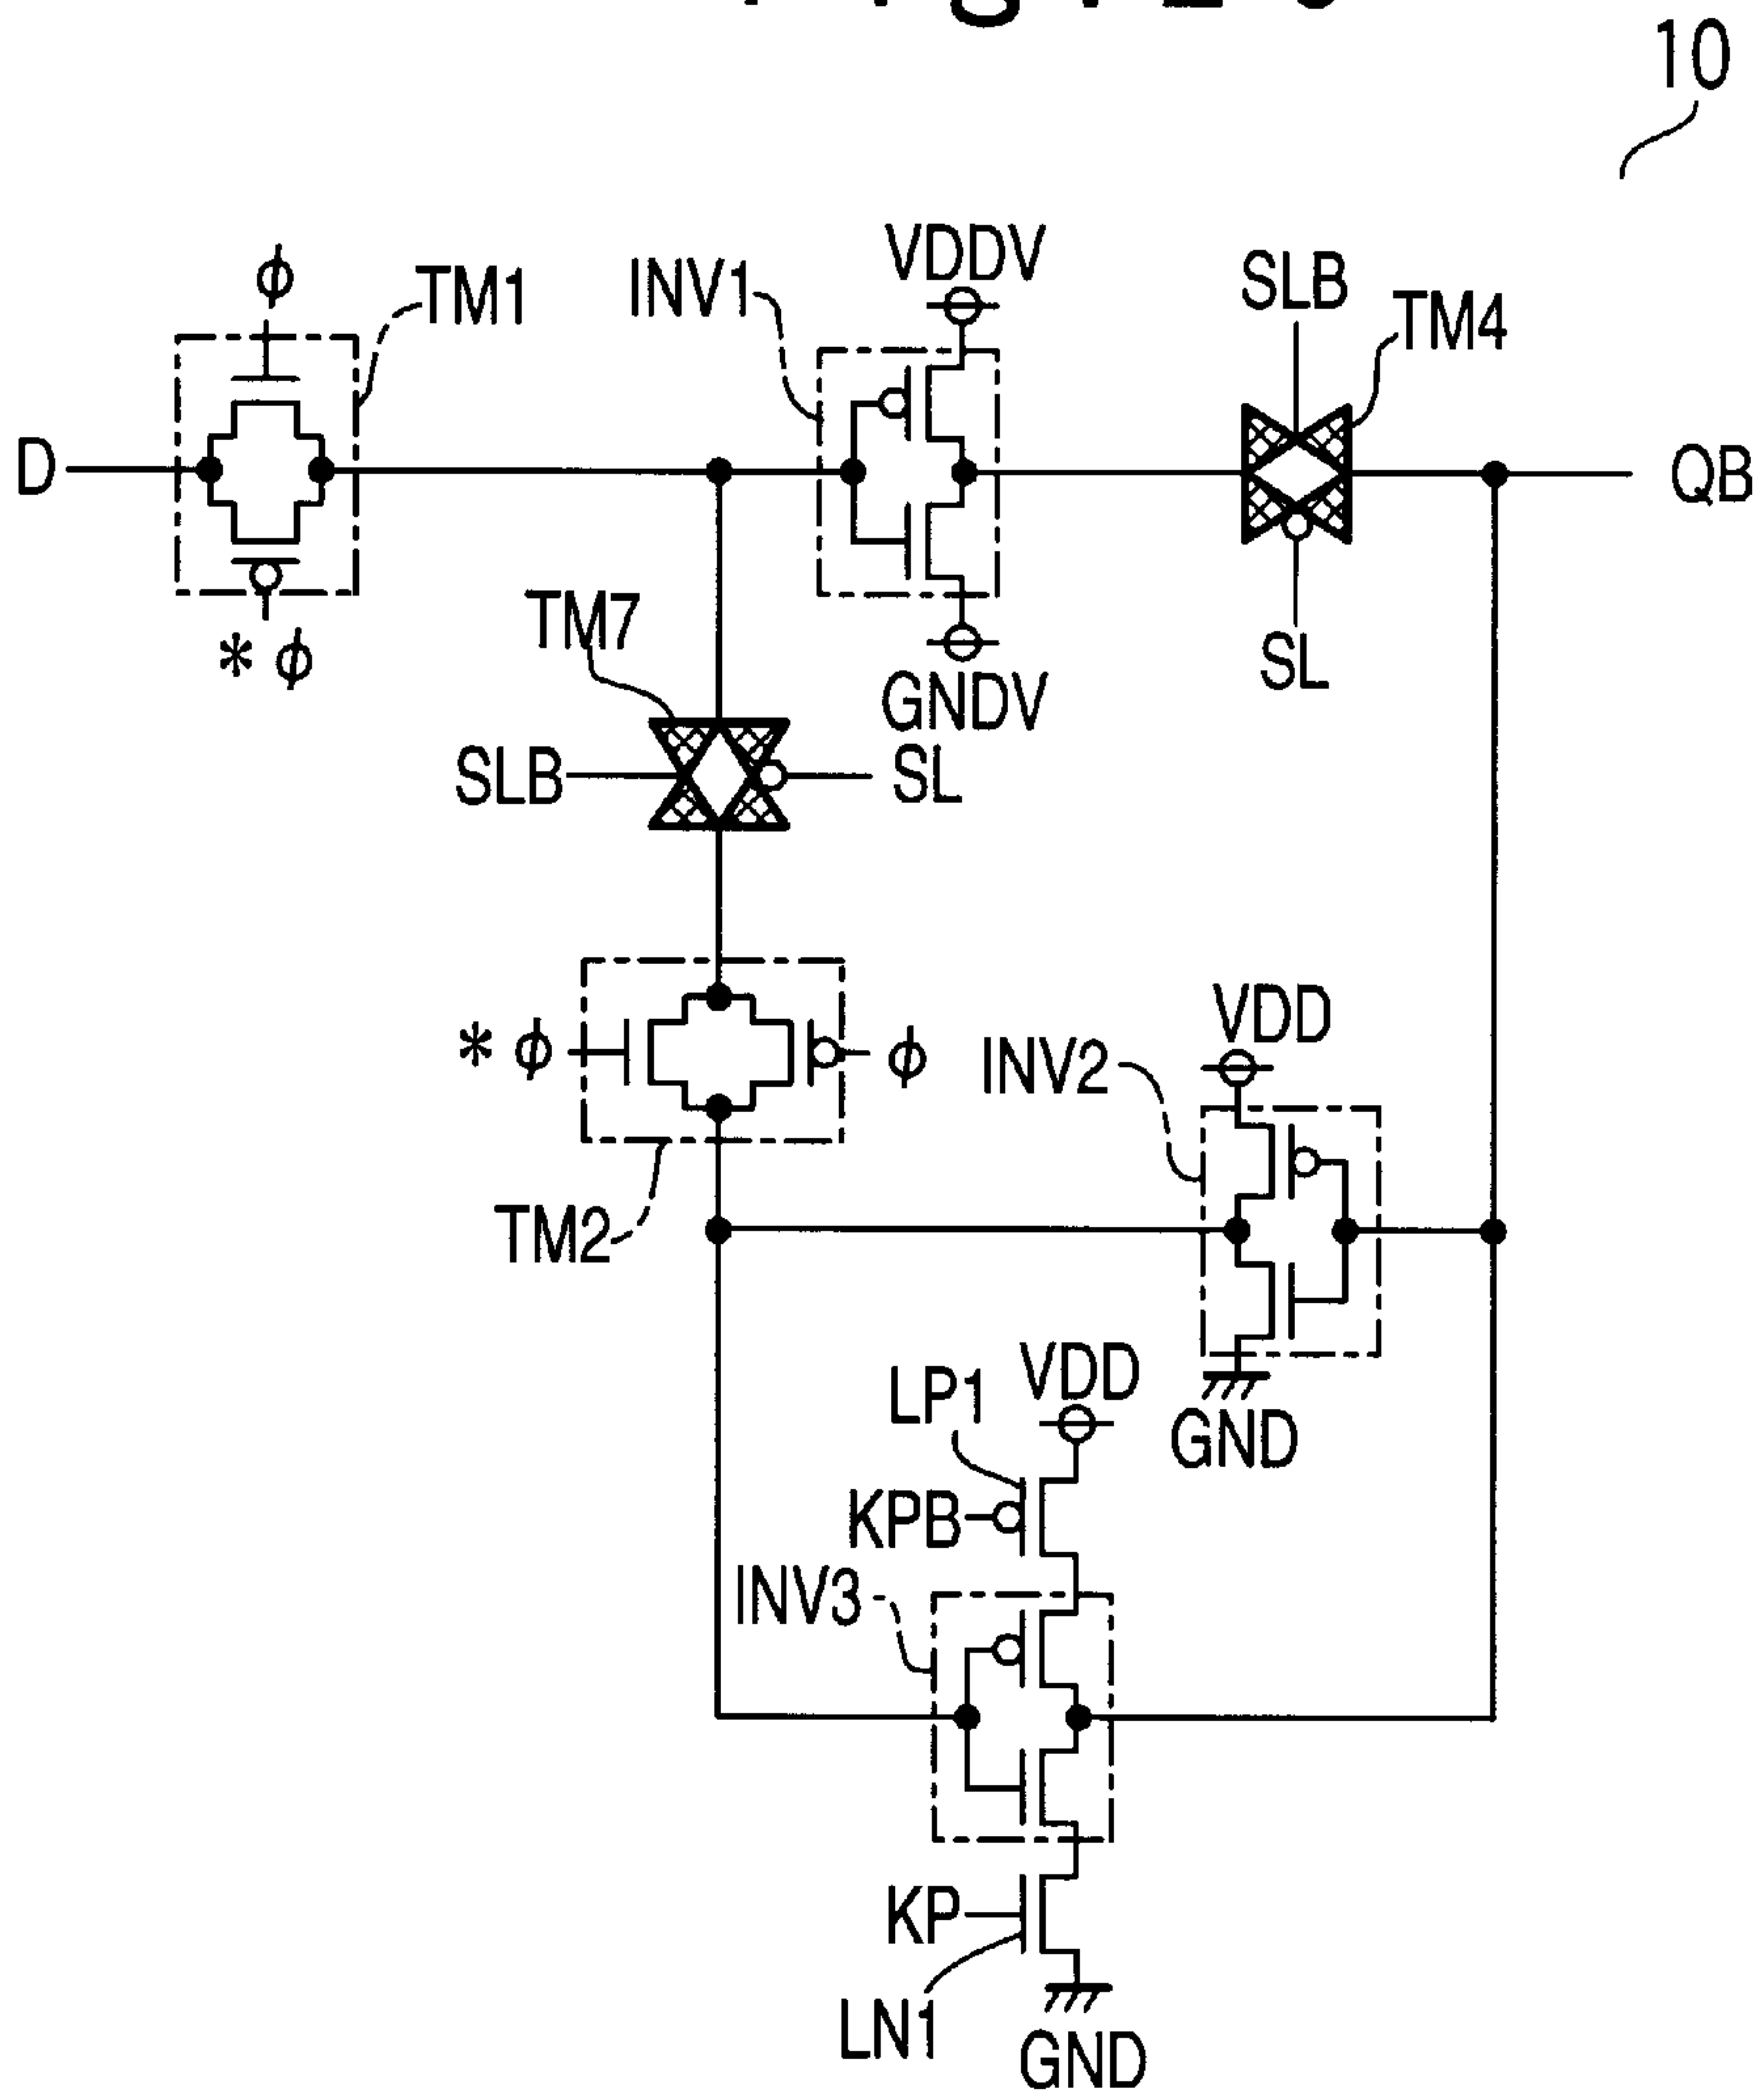 10
VDDV
SLB
ϕ
TM1
INV1
TM4
D
QB
* ϕ
TM7
SL
GNDV
SLB
SL
VDD
* ϕ
ϕ
INV2
TM2
VDD
LP1
GND
KPB
INV3
KP
LN1
GND